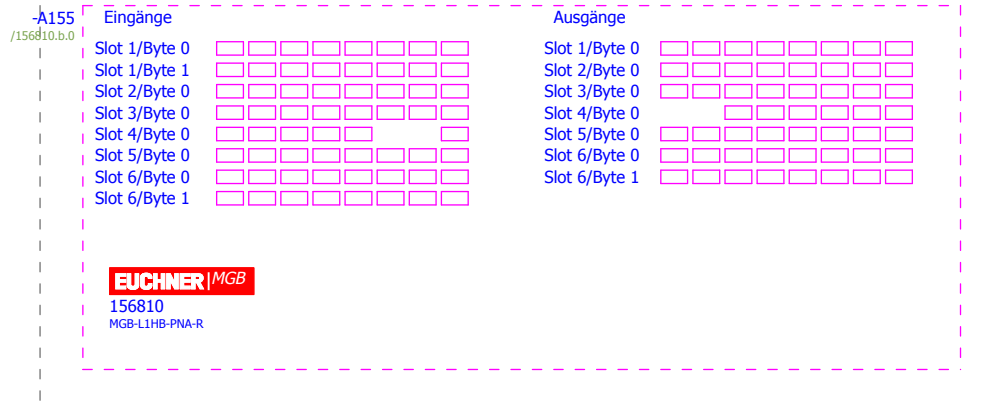 -A155
/156810.b.0
Eingänge
Slot 1/Byte 0
Slot 1/Byte 1
Slot 2/Byte 0
Slot 3/Byte 0
Slot 4/Byte 0
Slot 5/Byte 0
Slot 6/Byte 0
Slot 6/Byte 1
Ausgänge
Slot 1/Byte 0
Slot 2/Byte 0
Slot 3/Byte 0
Slot 4/Byte 0
Slot 5/Byte 0
Slot 6/Byte 0
Slot 6/Byte 1
EUCHNER|MGB
156810
MGB-L1HB-PNA-R